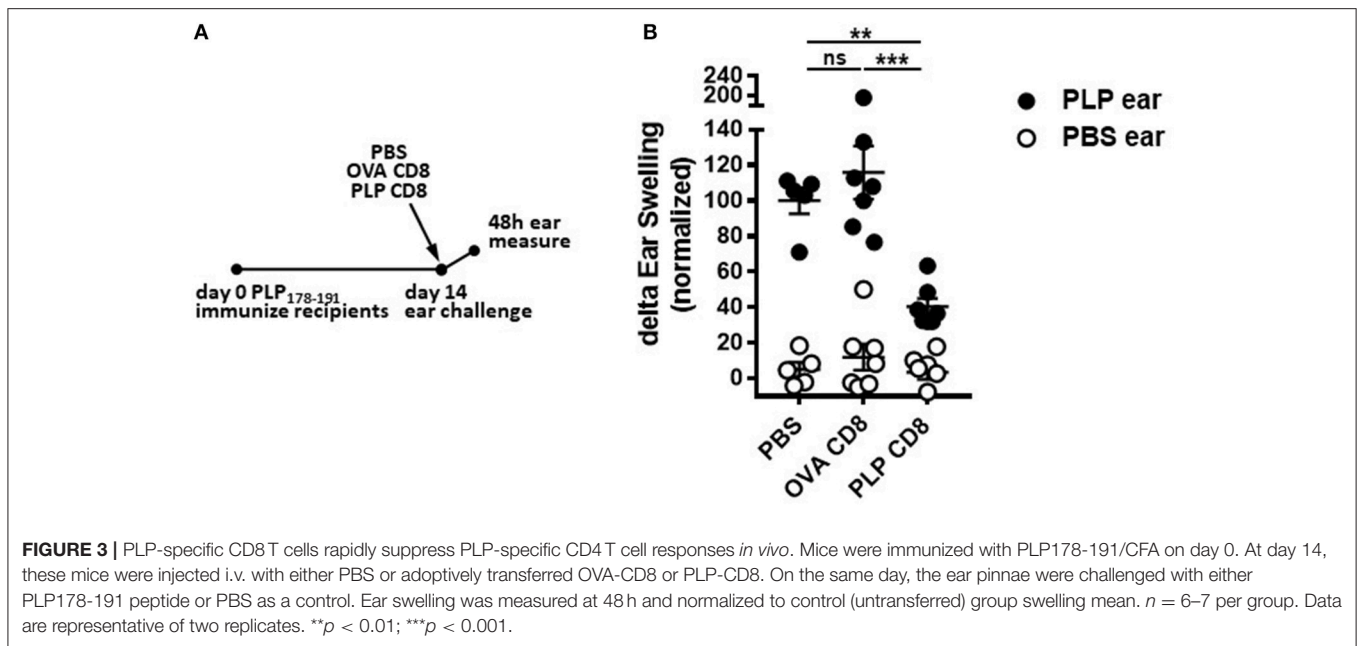 A
PBS
OVA CD8
PLP CD8
48h ear
measure
day 0 PLP178-191
immunize recipients
day 14
ear challenge
B
**
ns
***
240
200
140
120
100
80
60
40
20
0
delta Ear Swelling
(normalized)
PBS
OVA CD8
PLP CD8
PLP ear
PBS ear
FIGURE 3 | PLP-specific CD8 T cells rapidly suppress PLP-specific CD4 T cell responses in vivo. Mice were immunized with PLP178-191/CFA on day 0. At day 14,
these mice were injected i.v. with either PBS or adoptively transferred OVA-CD8 or PLP-CD8. On the same day, the ear pinnae were challenged with either
PLP178-191 peptide or PBS as a control. Ear swelling was measured at 48 h and normalized to control (untransferred) group swelling mean. n = 6–7 per group. Data
are representative of two replicates. **p < 0.01; ***p < 0.001.